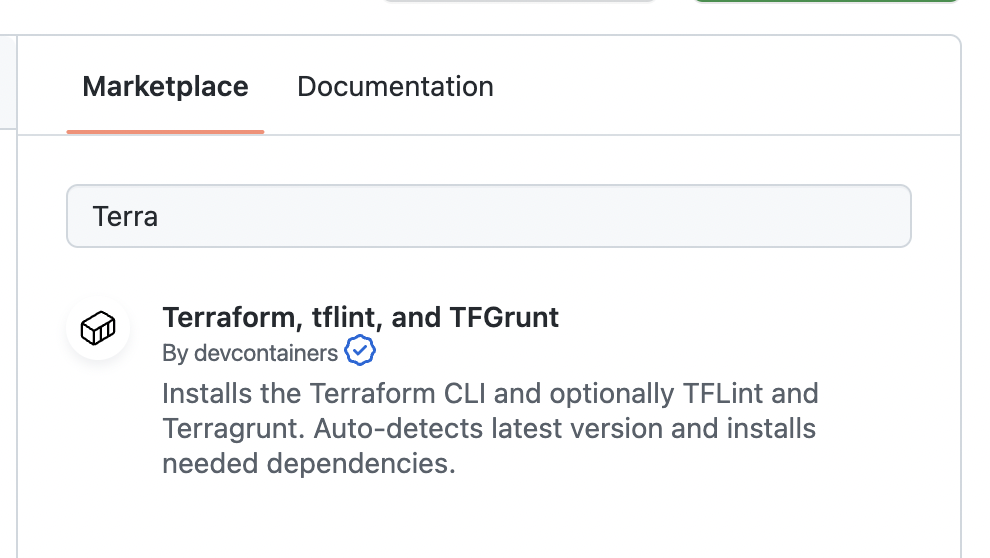 Marketplace Documentation
Terra
Terraform, tflint, and TFGrunt
By devcontainers
Installs the Terraform CLI and optionally TFLint and
Terragrunt. Auto-detects latest version and installs
needed dependencies.